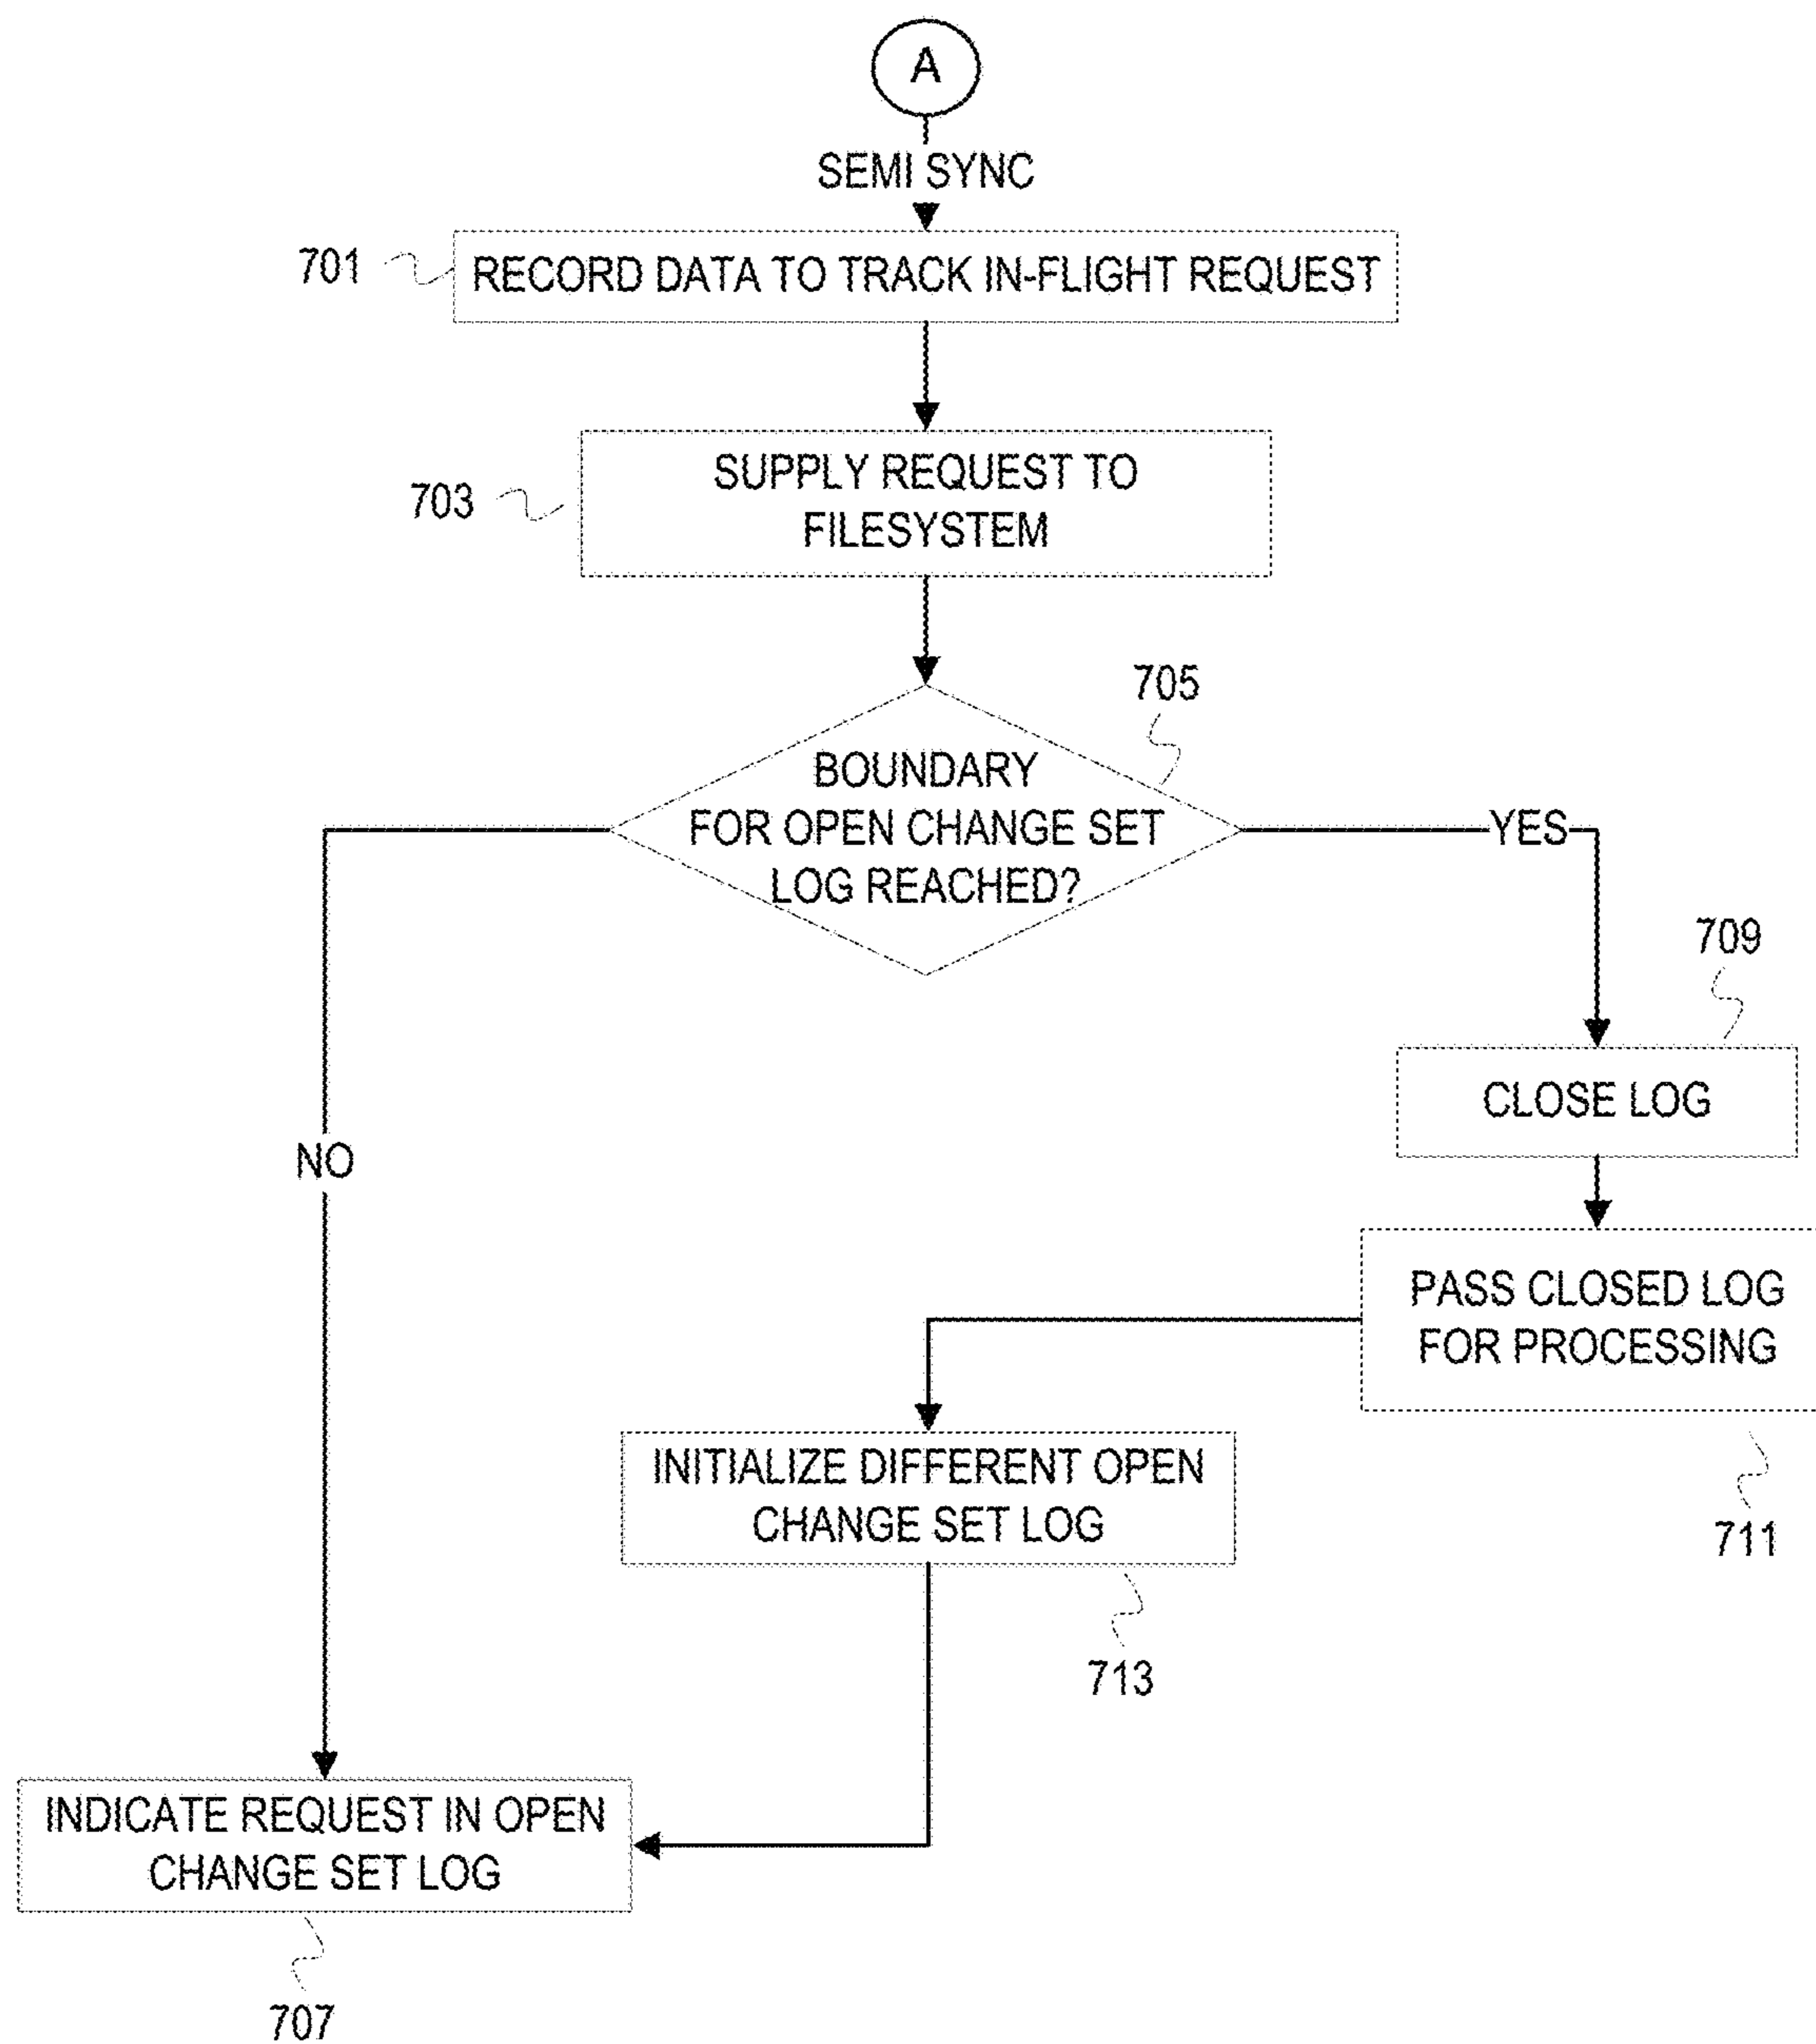 A
SEMI SYNC
701
RECORD DATA TO TRACK IN-FLIGHT REQUEST
703
SUPPLY REQUEST TO
FILESYSTEM
705
BOUNDARY
FOR OPEN CHANGE SET
LOG REACHED?
YES
709
CLOSE LOG
NO
PASS CLOSED LOG
FOR PROCESSING
711
INITIALIZE DIFFERENT OPEN
CHANGE SET LOG
713
INDICATE REQUEST IN OPEN
CHANGE SET LOG
707